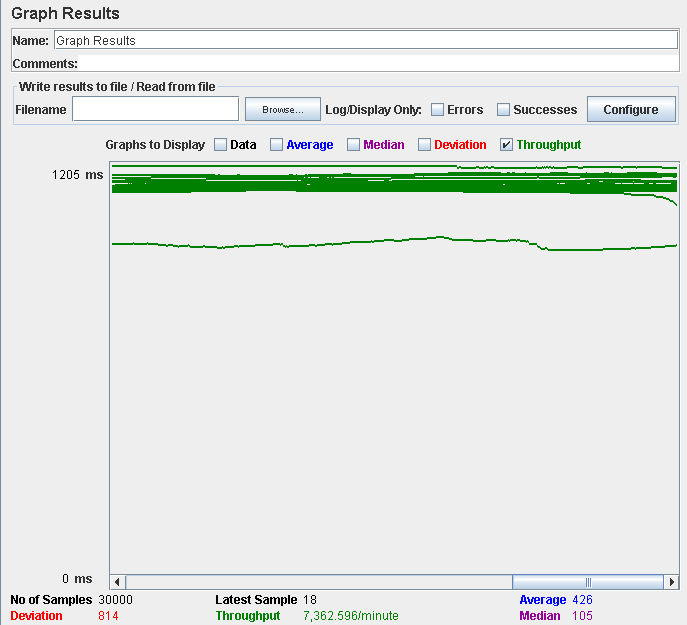 Graph Results
Name: Graph Results
Comments:
Write results to file / Read from file
Filename Browse... Log/Display Only: Errors Successes Configure
Graphs to Display Data Average Median Deviation Throughput
1205 ms
0 ms
No of Samples 30000 Latest Sample 18 Average 426
Deviation 814 Throughput 7,362.596/minute Median 105